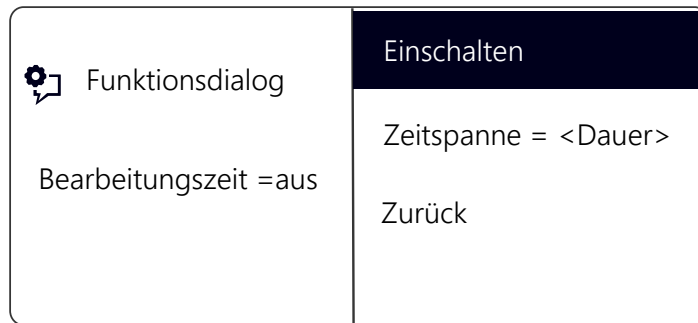 Funktionsdialog
Bearbeitungszeit =aus
Einschalten
Zeitspanne = <Dauer>
Zurück